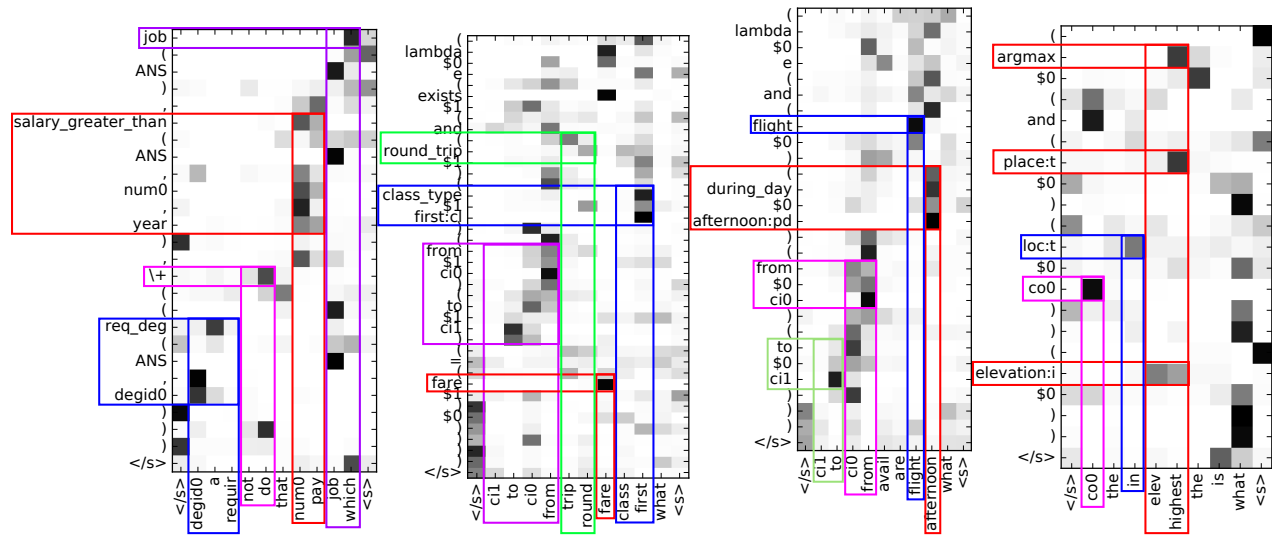 job
(
ANS
)
,
salary_greater_than
(
ANS
,
num0
,
year
)
,
\+
(
(
req_deg
(
ANS
,
degid0
)
)
)
</s>
</s>
degid0
a
requir
not
do
that
num0
pay
job
which
<s>
(
lambda
$0
e
(
exists
$1
(
and
(
round_trip
$1
)
(
class_type
$1
first:cl
)
(
from
$1
ci0
)
(
to
$1
ci1
)
(
=
(
fare
$1
)
$0
)
)
)
)
</s>
</s>
ci1
to
ci0
from
trip
round
fare
class
first
what
<s>
(
lambda
$0
e
(
and
(
flight
$0
)
(
during_day
$0
afternoon:pd
)
(
from
$0
ci0
)
(
to
$0
ci1
)
)
)
</s>
</s>
ci1
to
ci0
from
avail
are
flight
afternoon
what
<s>
(
argmax
$0
(
and
(
place:t
$0
)
(
loc:t
$0
co0
)
)
(
elevation:i
$0
)
)
</s>
</s>
co0
the
in
elev
highest
the
is
what
<s>